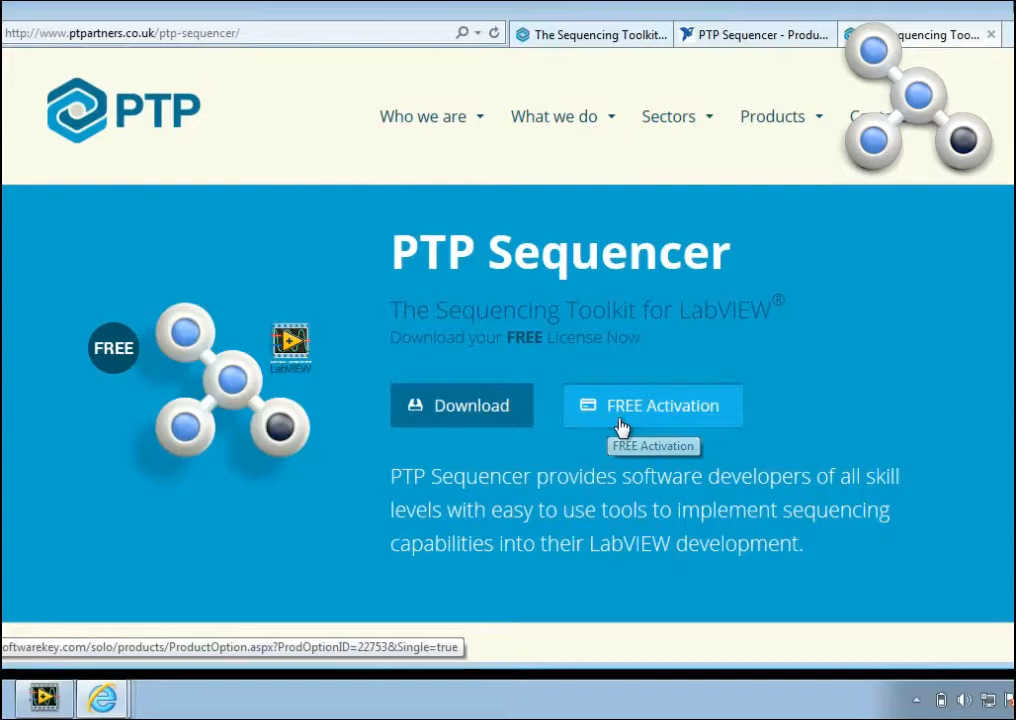 http://www.ptpartners.co.uk/ptp-sequencer/
The Sequencing Toolkit...
PTP Sequencer - Produ...
quencing Too...
PTP
Who we are
What we do
Sectors
Products
PTP Sequencer
The Sequencing Toolkit for LabVIEW®
Download your FREE License Now
FREE
LabVIEW
Download
FREE Activation
FREE Activation
PTP Sequencer provides software developers of all skill
levels with easy to use tools to implement sequencing
capabilities into their LabVIEW development.
oftwarekey.com/solo/products/ProductOption.aspx?ProdOptionID=22753&Single=true